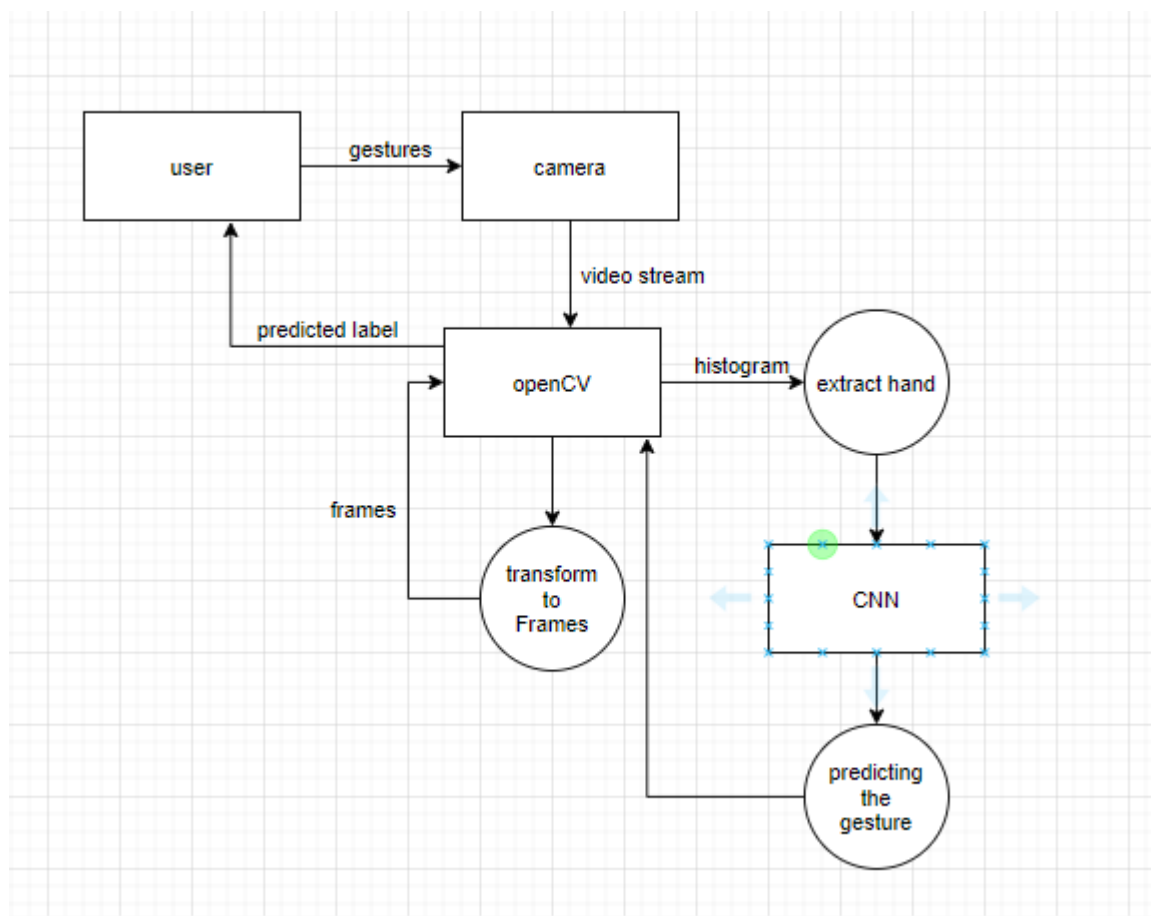 user
gestures
camera
video stream
predicted label
openCV
histogram
extract hand
frames
transform
to
Frames
CNN
predicting
the
gesture